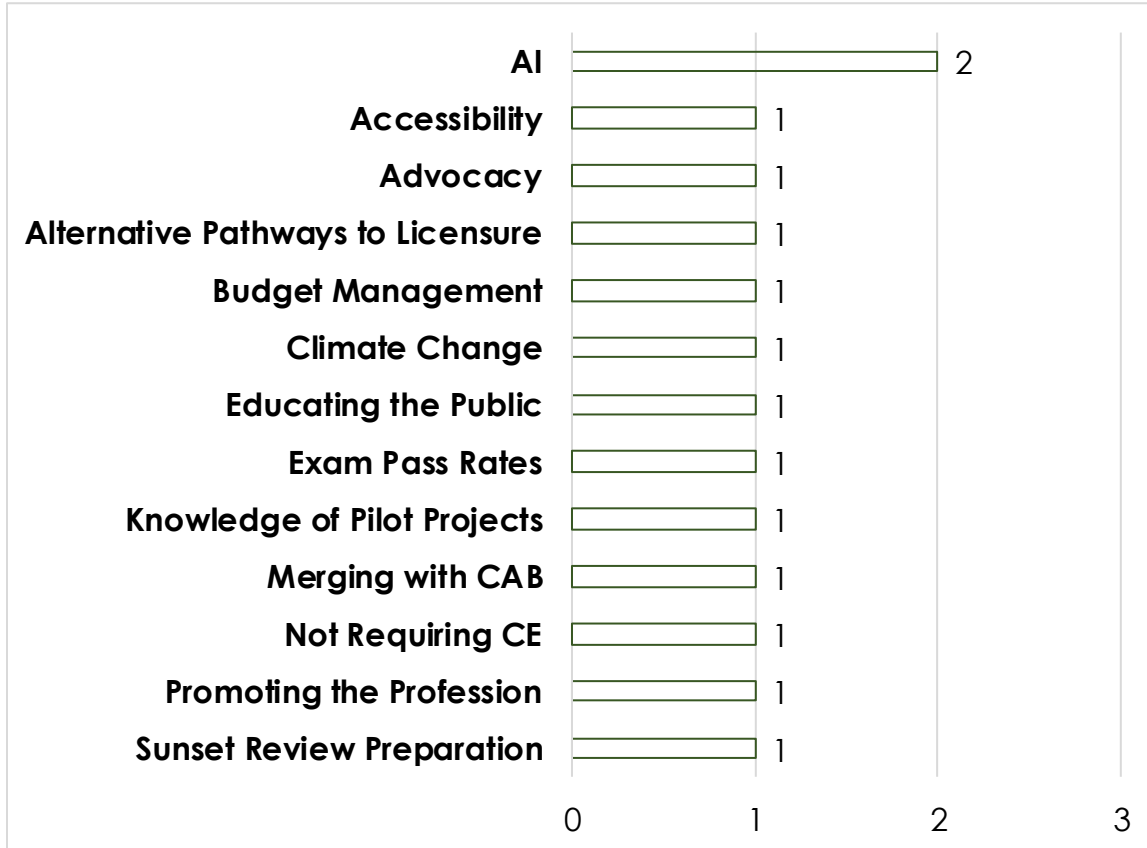 AI 2
Accessibility 1
Advocacy 1
Alternative Pathways to Licensure 1
Budget Management 1
Climate Change 1
Educating the Public 1
Exam Pass Rates 1
Knowledge of Pilot Projects 1
Merging with CAB 1
Not Requiring CE 1
Promoting the Profession 1
Sunset Review Preparation 1
0 1 2 3